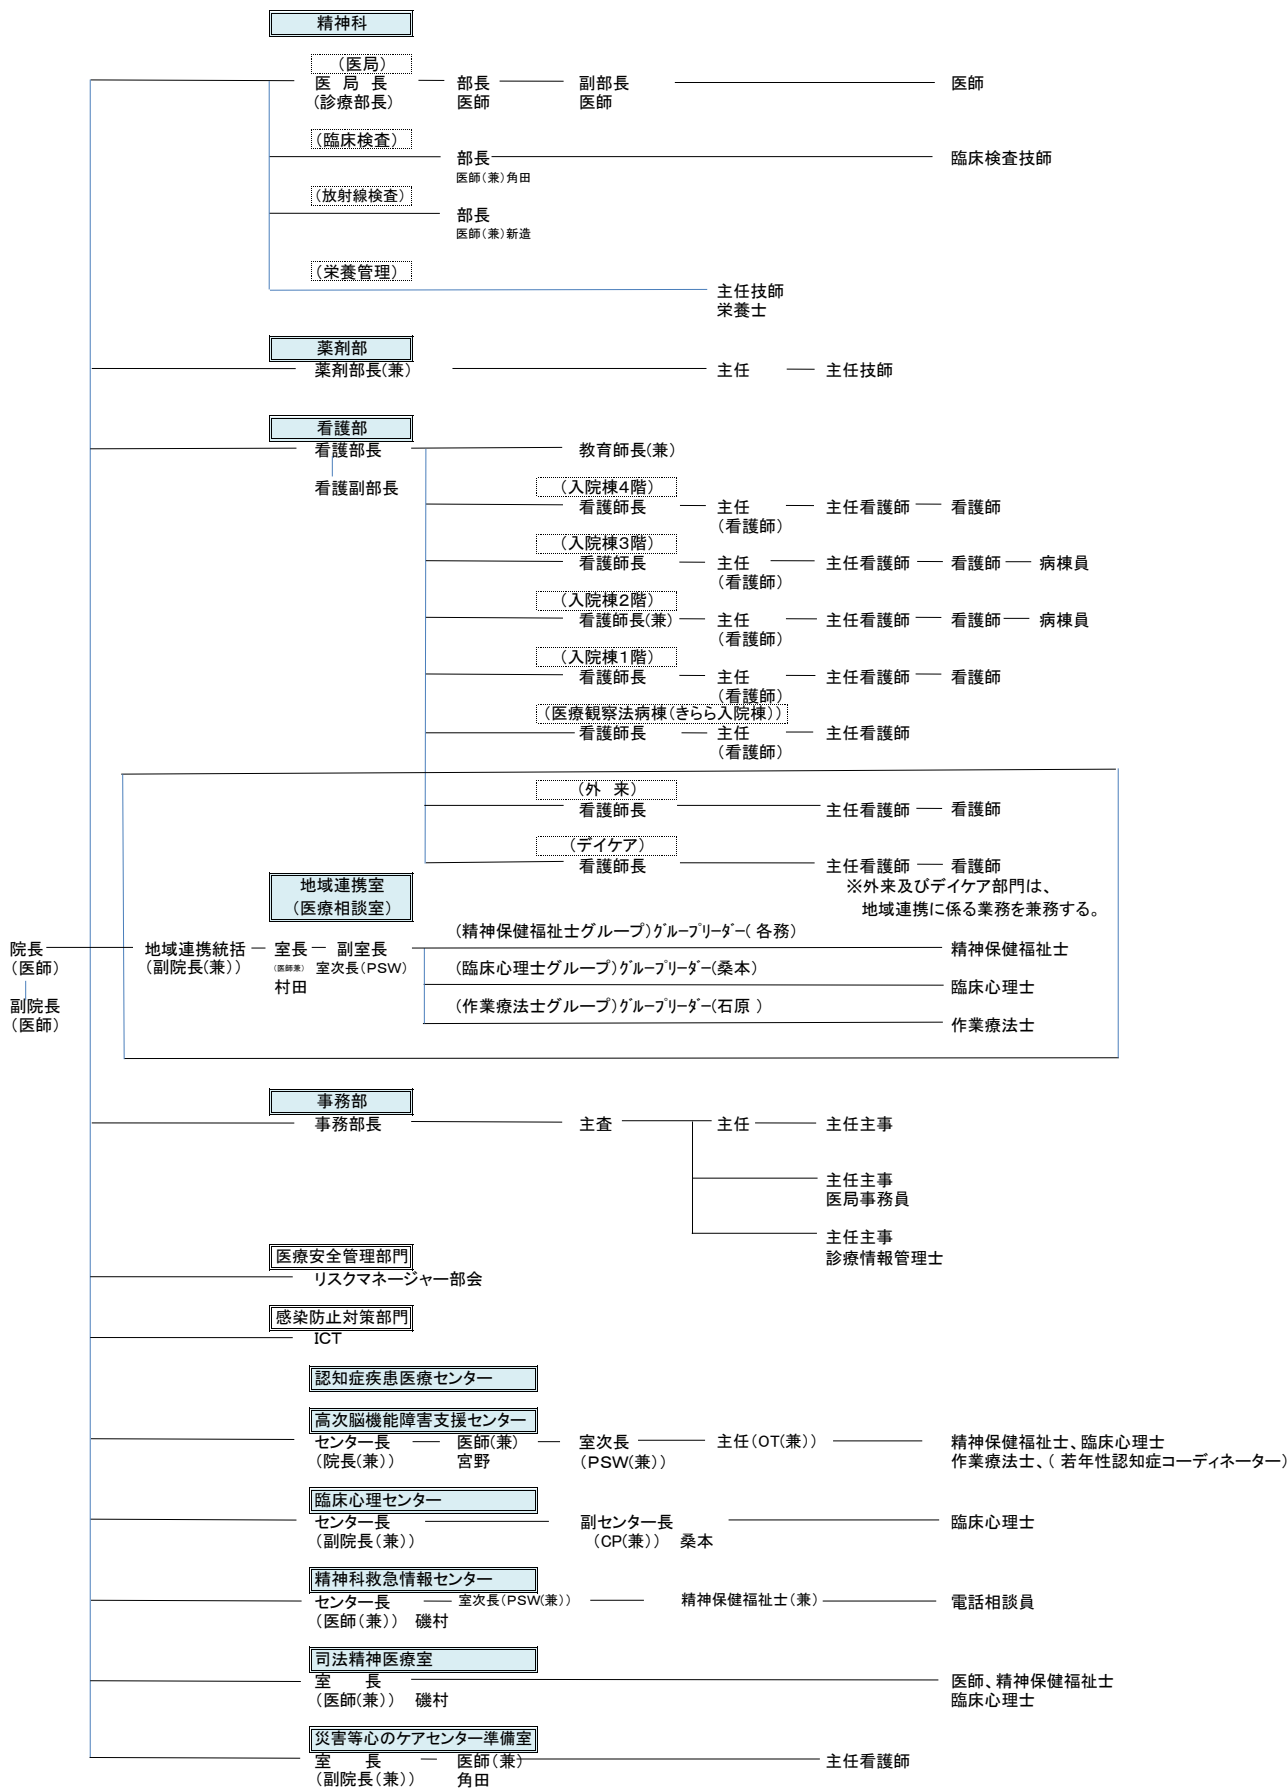 精神科
（医局）
医 局 長 部長 副部長 医師
(診療部長) 医師 医師
（臨床検査）
部長 臨床検査技師
医師（兼）角田
（放射線検査）
部長
医師（兼）新造
（栄養管理）
主任技師
栄養士
薬剤部
薬剤部長(兼) 主任 主任技師
看護部
看護部長 教育師長(兼)
看護副部長
（入院棟４階）
看護師長 主任 主任看護師 看護師
(看護師)
（入院棟３階）
看護師長 主任 主任看護師 看護師 病棟員
(看護師)
（入院棟２階）
看護師長(兼) 主任 主任看護師 看護師 病棟員
(看護師)
（入院棟１階）
看護師長 主任 主任看護師 看護師
(看護師)
（医療観察法病棟（きらら入院棟））
看護師長 主任 主任看護師
(看護師)
（外 来）
看護師長 主任看護師 看護師
（デイケア）
看護師長 主任看護師 看護師
※外来及びデイケア部門は、
地域連携に係る業務を兼務する。
地域連携室
（医療相談室）
（精神保健福祉士グループ）ｸﾞﾙｰﾌﾟﾘｰﾀﾞｰ( 各務）
院長 地域連携統括 室長 副室長 精神保健福祉士
（医師） （副院長（兼）） （医師兼） 室次長（PSW）
村田
（臨床心理士グループ）ｸﾞﾙｰﾌﾟﾘｰﾀﾞｰ(桑本）
臨床心理士
副院長
（医師）
（作業療法士グループ）ｸﾞﾙｰﾌﾟﾘｰﾀﾞｰ(石原 ）
作業療法士
事務部
事務部長 主査 主任 主任主事
主任主事
医局事務員
主任主事
診療情報管理士
医療安全管理部門
リスクマネージャー部会
感染防止対策部門
ICT
認知症疾患医療センター
高次脳機能障害支援センター
センター長 医師(兼） 室次長 主任（OT（兼）） 精神保健福祉士、臨床心理士
（院長（兼）） 宮野 （PSW（兼）） 作業療法士、（ 若年性認知症コーディネーター）
臨床心理センター
センター長 副センター長 臨床心理士
（副院長（兼）） （CP(兼）） 桑本
精神科救急情報センター
センター長 室次長（PSW(兼）） 精神保健福祉士（兼） 電話相談員
（医師（兼）） 磯村
司法精神医療室
室 長 医師、精神保健福祉士
（医師(兼）） 磯村 臨床心理士
災害等心のケアセンター準備室
室 長 医師（兼） 主任看護師
（副院長（兼）） 角田